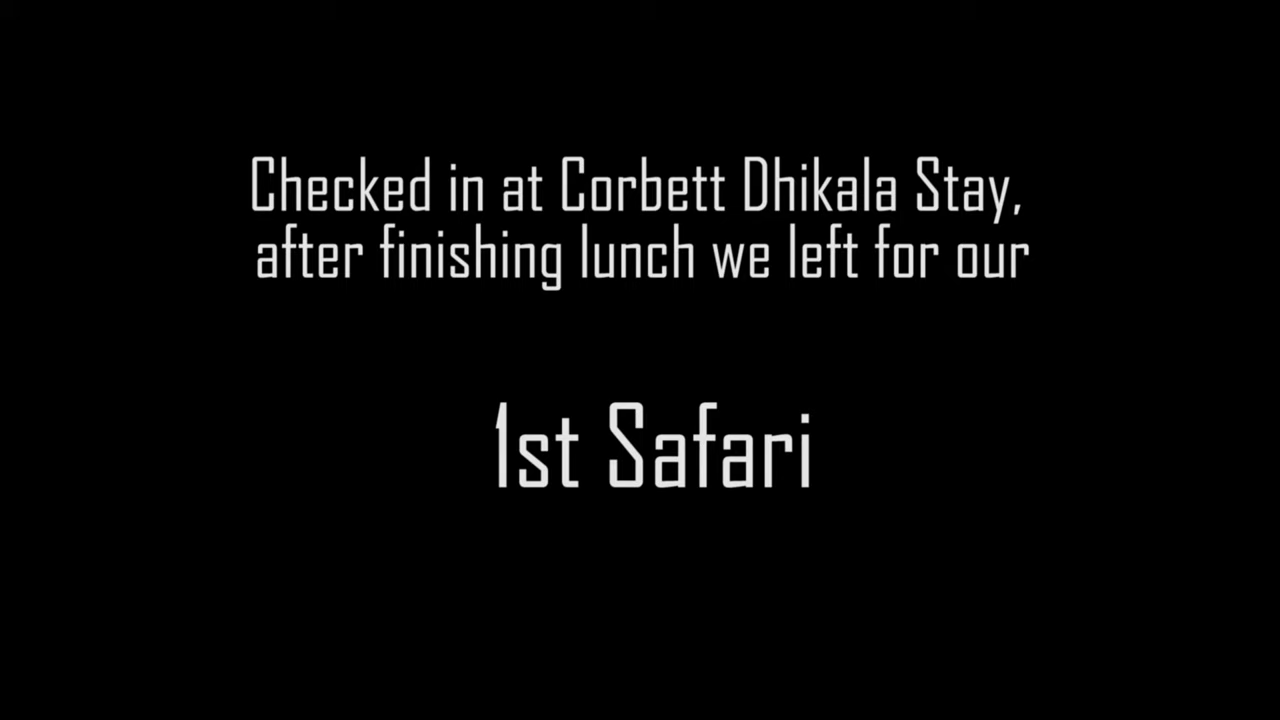 Checked in at Corbett Dhikala Stay,
after finishing lunch we left for our
1st Safari